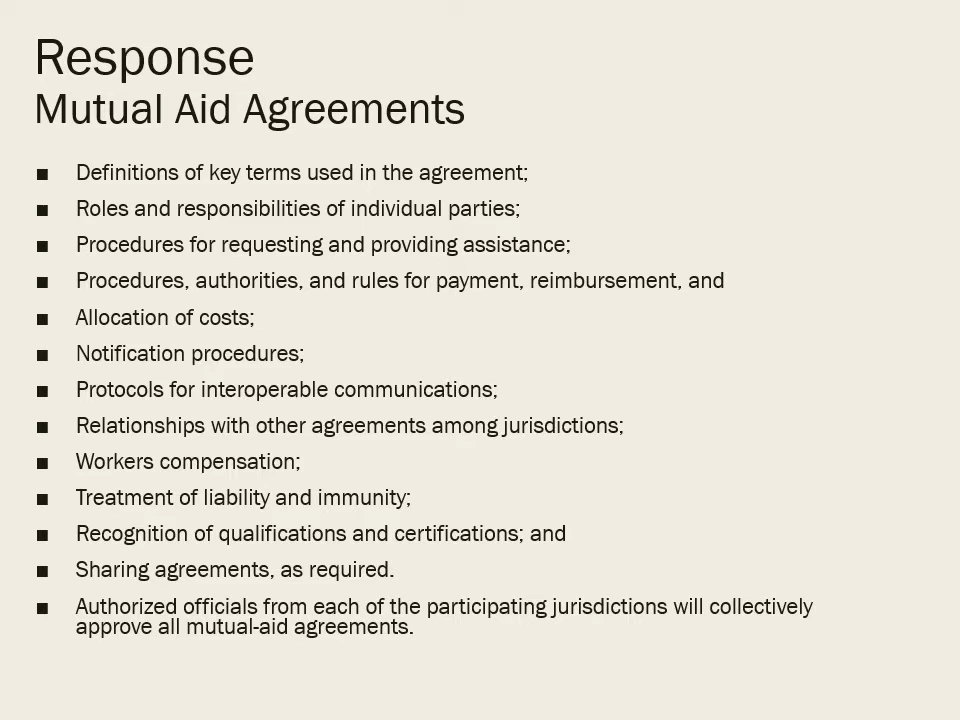 Response
Mutual Aid Agreements
■ Definitions of key terms used in the agreement;
■ Roles and responsibilities of individual parties;
■ Procedures for requesting and providing assistance;
■ Procedures, authorities, and rules for payment, reimbursement, and
■ Allocation of costs;
■ Notification procedures;
■ Protocols for interoperable communications;
■ Relationships with other agreements among jurisdictions;
■ Workers compensation;
■ Treatment of liability and immunity;
■ Recognition of qualifications and certifications; and
■ Sharing agreements, as required.
■ Authorized officials from each of the participating jurisdictions will collectively
approve all mutual-aid agreements.